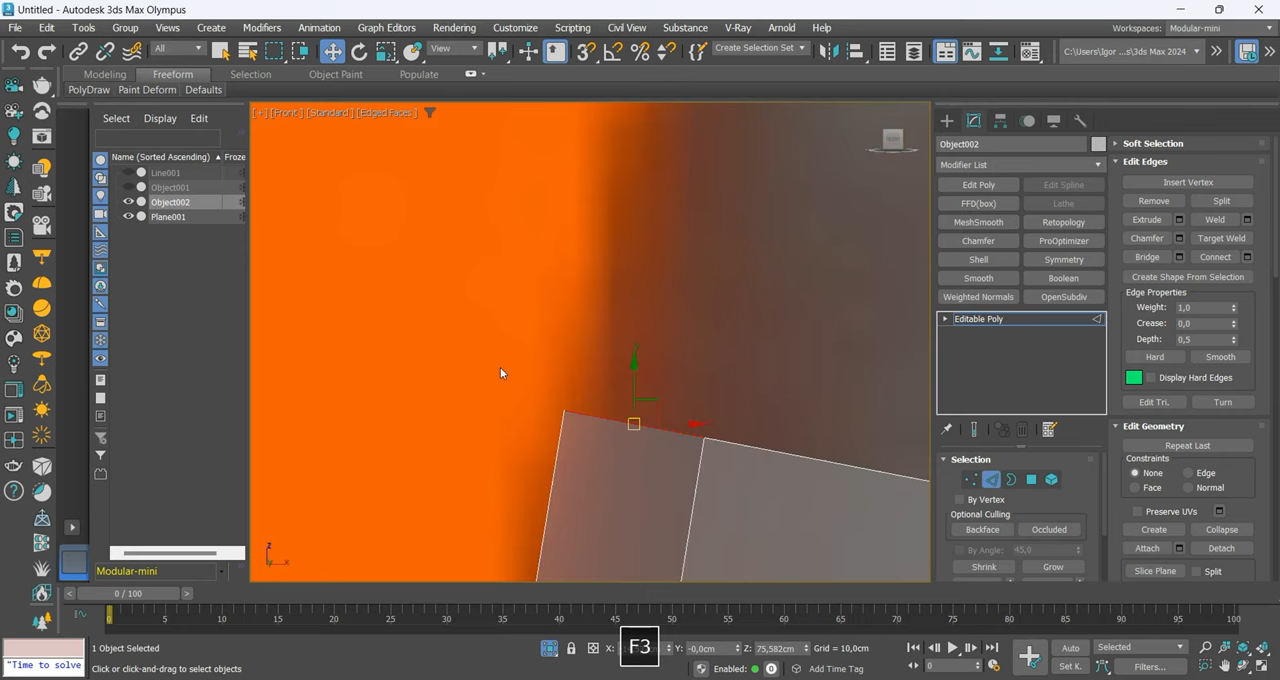 Untitled - Autodesk 3ds Max Olympus
File Edit Tools Group Views Create Modifiers Animation Graph Editors Rendering Customize Scripting Civil View Substance V-Ray Arnold Help
Workspaces: Modular-mini
All View Create Selection Set C:\Users\Igor ...s\3ds Max 2024
Modeling Freeform Selection Object Paint Populate
PolyDraw Paint Deform Defaults
Select Display Edit
Name (Sorted Ascending) Froze
Line001
Object001
Object002
Plane001
[+] [Front ] [Standard ] [Edged Faces ]
Object002
Modifier List
Edit Poly Edit Spline
FFD(box) Lathe
MeshSmooth Retopology
Chamfer ProOptimizer
Shell Symmetry
Smooth Boolean
Weighted Normals OpenSubdiv
Editable Poly
Selection
By Vertex
Optional Culling
Backface Occluded
By Angle: 45,0
Shrink Grow
Soft Selection
Edit Edges
Insert Vertex
Remove Split
Extrude Weld
Chamfer Target Weld
Bridge Connect
Create Shape From Selection
Edge Properties
Weight: 1,0
Crease: 0,0
Depth: 0,5
Hard Smooth
Display Hard Edges
Edit Tri. Turn
Edit Geometry
Repeat Last
Constraints
None Edge
Face Normal
Preserve UVs
Create Collapse
Attach Detach
Slice Plane Split
Modular-mini
0 / 100
0 5 10 15 20 25 30 35 40 45 50 55 60 65 70 75 80 85 90 95 100
"Time to solve
1 Object Selected
Click or click-and-drag to select objects
F3
X: Y: -0,0cm Z: 75,582cm Grid = 10,0cm
Enabled: 0 Add Time Tag
0
Auto Selected
Set K. Filters...